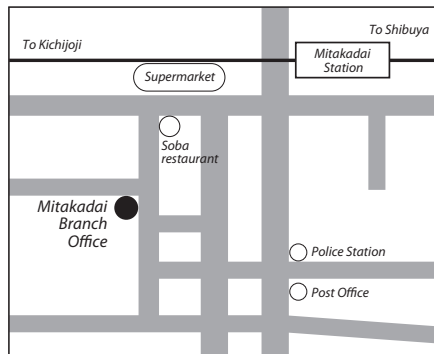 To Shibuya
To Kichijoji
Mitakadai
Station
Supermarket
Soba
restaurant
Mitakadai
Branch
Office
Police Station
Post Office